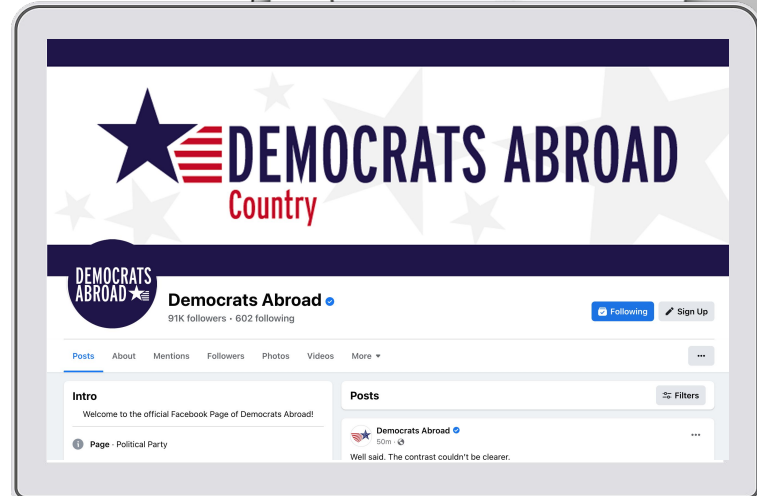 DEMOCRATS ABROAD
Country
DEMOCRATS
ABROAD
Democrats Abroad
91K followers · 602 following
Following
Sign Up
Posts
About
Mentions
Followers
Photos
Videos
More
Intro
Welcome to the official Facebook Page of Democrats Abroad!
Page · Political Party
Posts
Filters
Democrats Abroad
50m ·
Well said. The contrast couldn't be clearer.